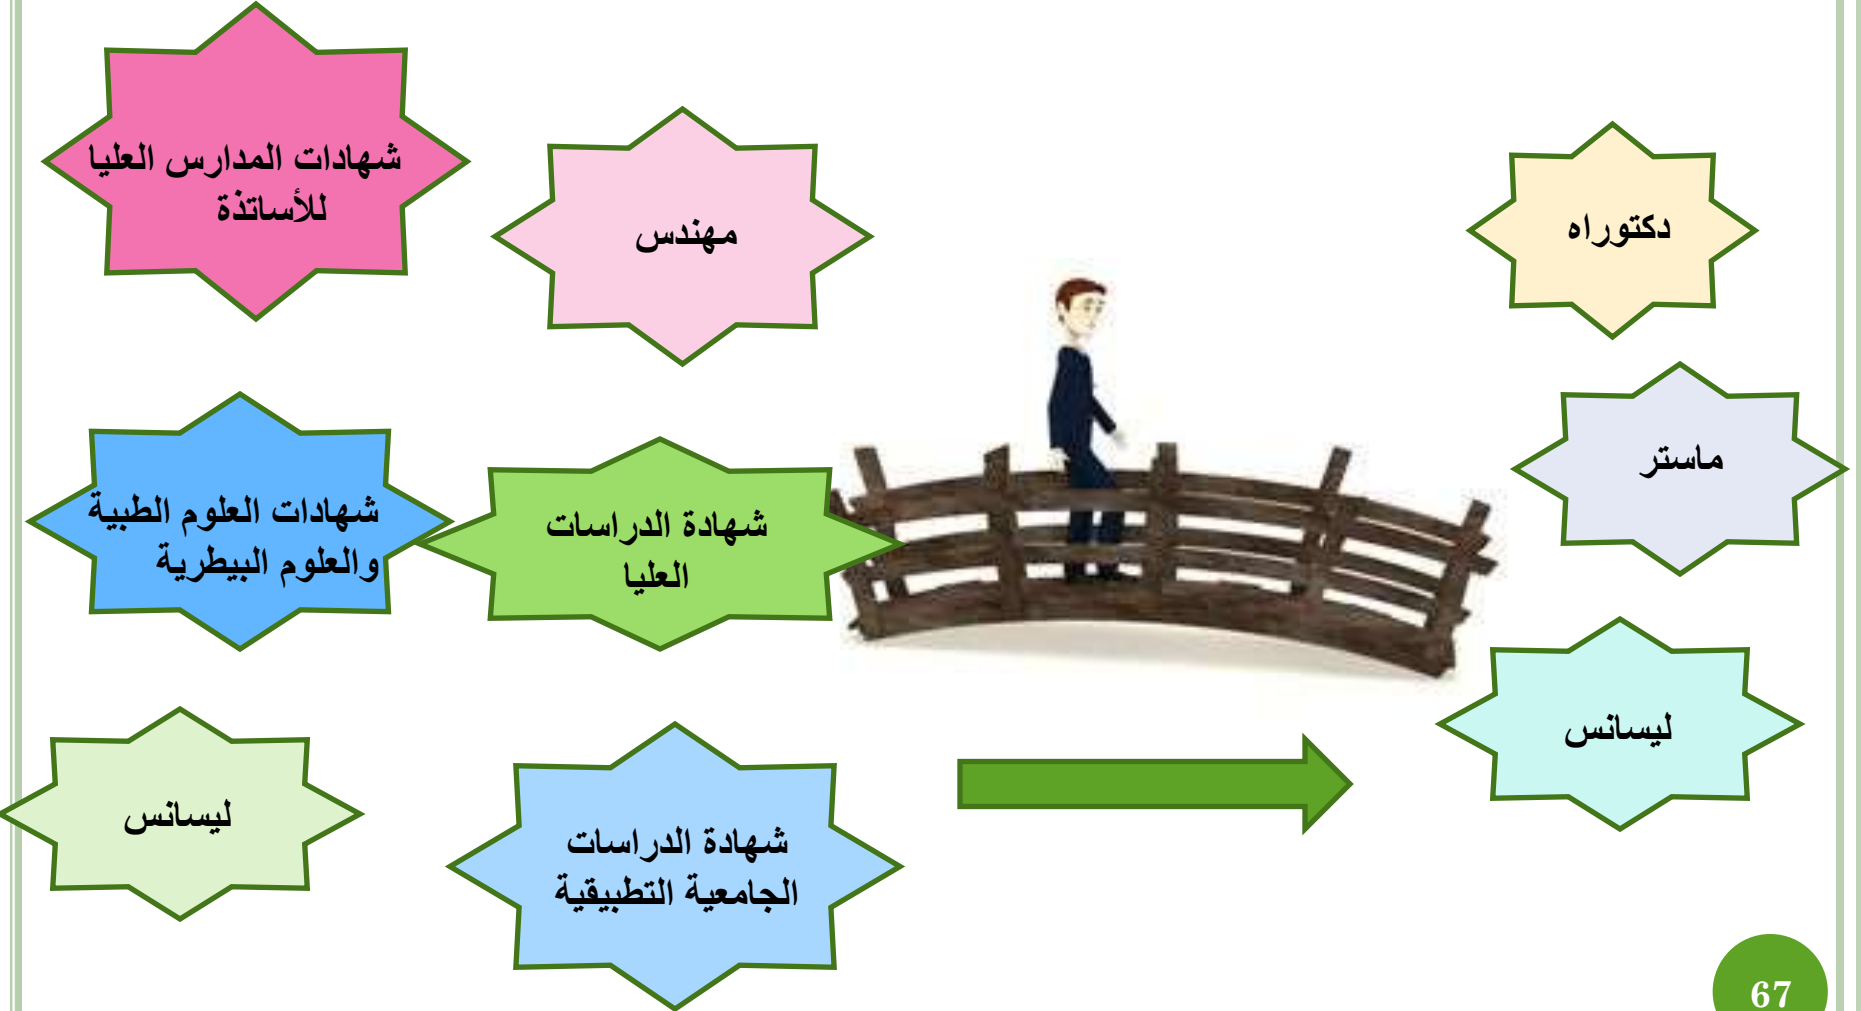 شهادات المدارس العليا
للأساتذة
مهندس
دكتوراه
شهادات العلوم الطبية
والعلوم البيطرية
شهادة الدراسات
العليا
ماستر
ليسانس
شهادة الدراسات
الجامعية التطبيقية
ليسانس
67